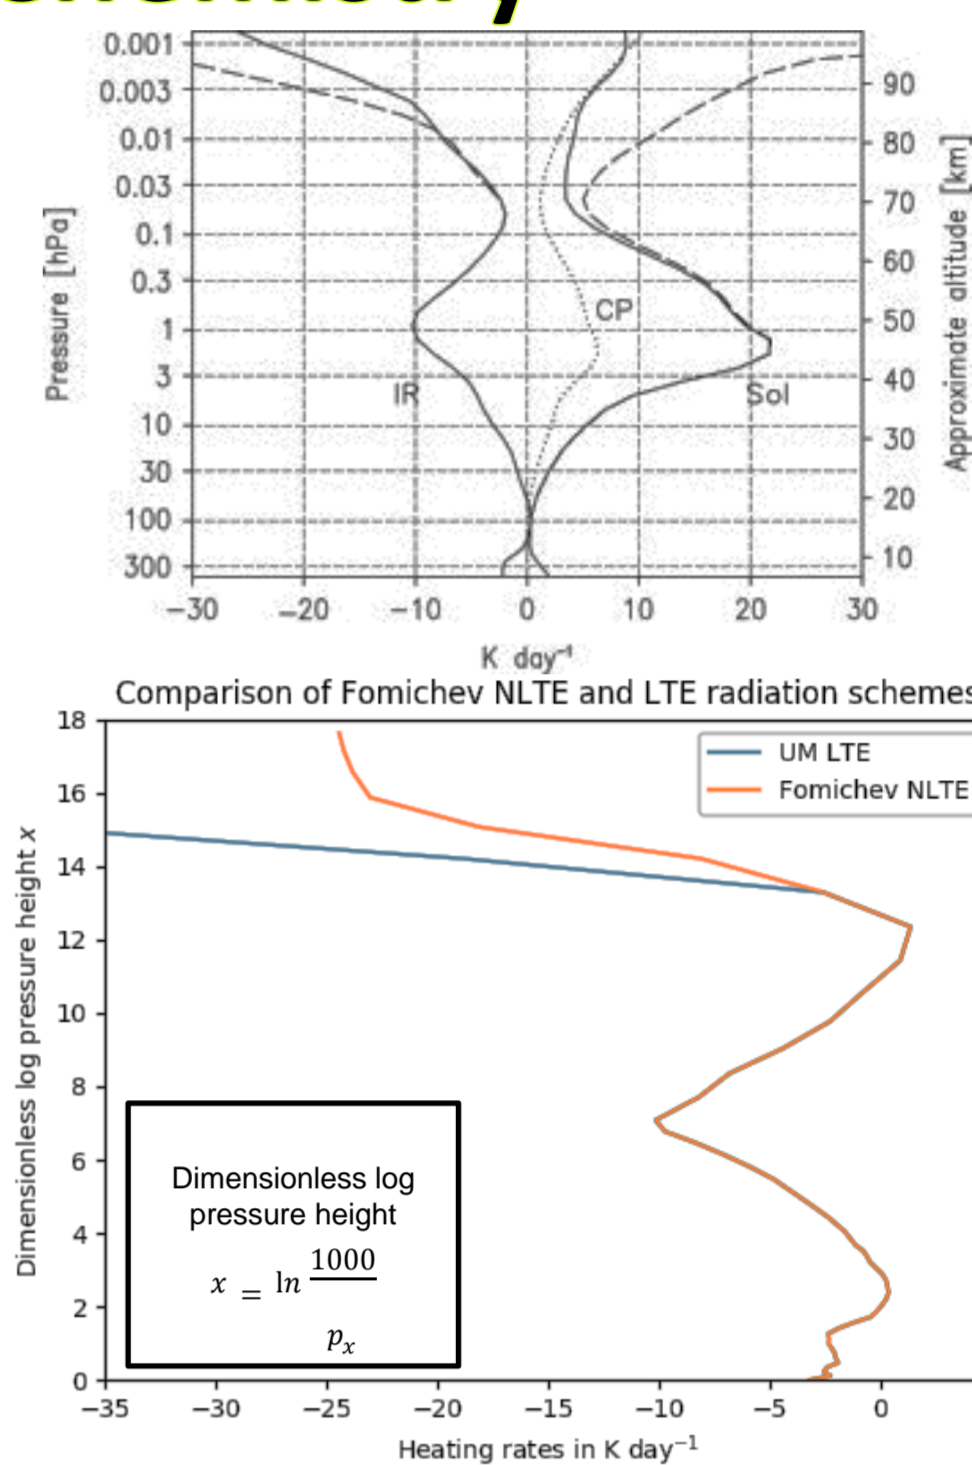 0.001
0.003
0.01
0.03
0.1
0.3
1
3
10
30
100
300
Pressure [hPa]
90
80
70
60
50
40
30
20
10
Approximate altitude [km]
CP
IR
Sol
−30 −20 −10 0 10 20 30
K day⁻¹
Comparison of Fomichev NLTE and LTE radiation schemes
18
16
14
12
10
8
6
4
2
0
Dimensionless log pressure height x
UM LTE
Fomichev NLTE
Dimensionless log
pressure height
x = ln 1000
pₓ
−35 −30 −25 −20 −15 −10 −5 0
Heating rates in K day⁻¹